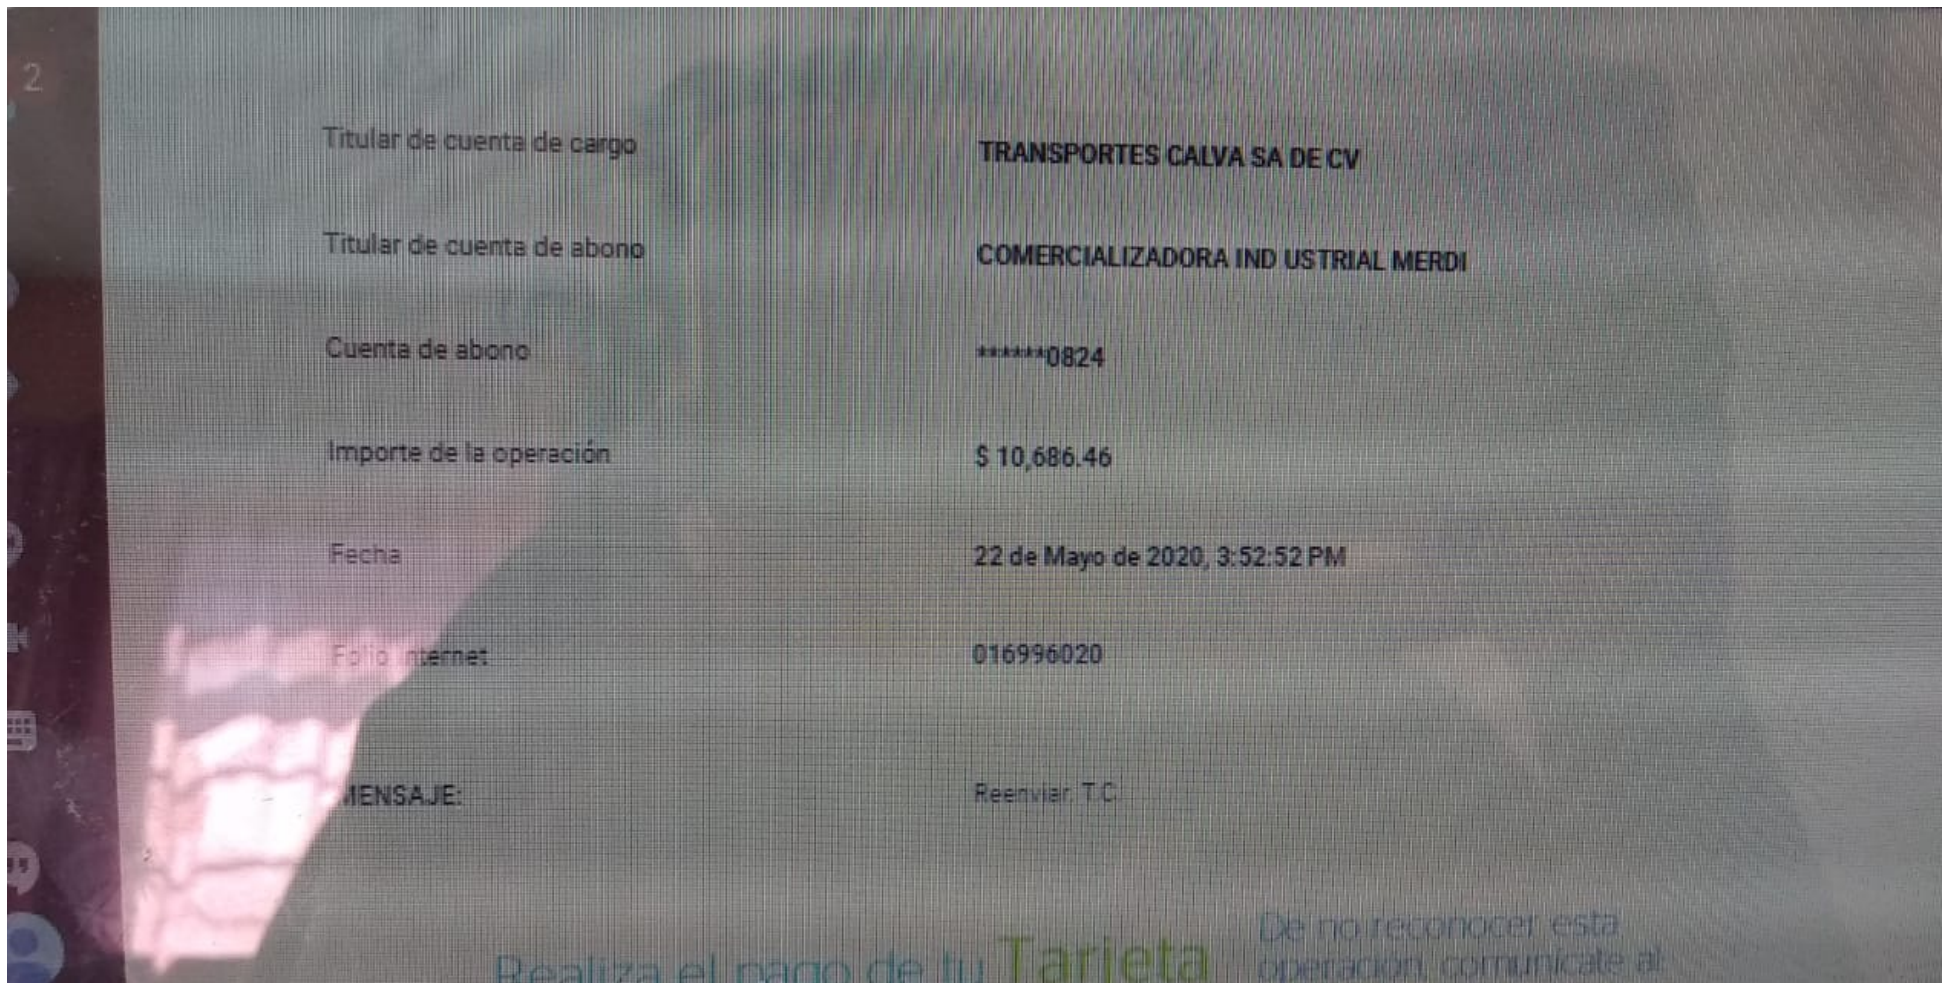 2
Titular de cuenta de cargo TRANSPORTES CALVA SA DE CV
Titular de cuenta de abono COMERCIALIZADORA IND USTRIAL MERDI
Cuenta de abono ******0824
Importe de la operación $ 10,686.46
Fecha 22 de Mayo de 2020, 3:52:52 PM
Folio Internet 016996020
MENSAJE: Reenviar. T.C.
Realiza el pago de tu Tarjeta
De no reconocer esta
operación, comunícate al